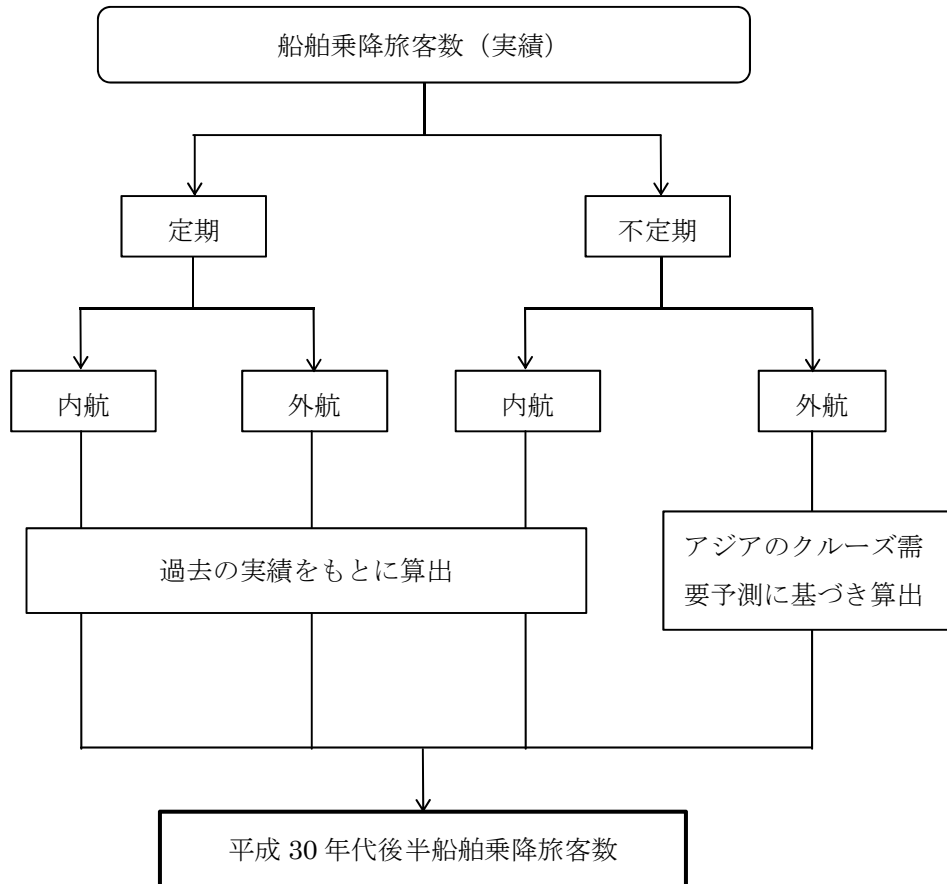 船舶乗降旅客数（実績）
定期
不定期
内航
外航
内航
外航
過去の実績をもとに算出
アジアのクルーズ需
要予測に基づき算出
平成 30 年代後半船舶乗降旅客数